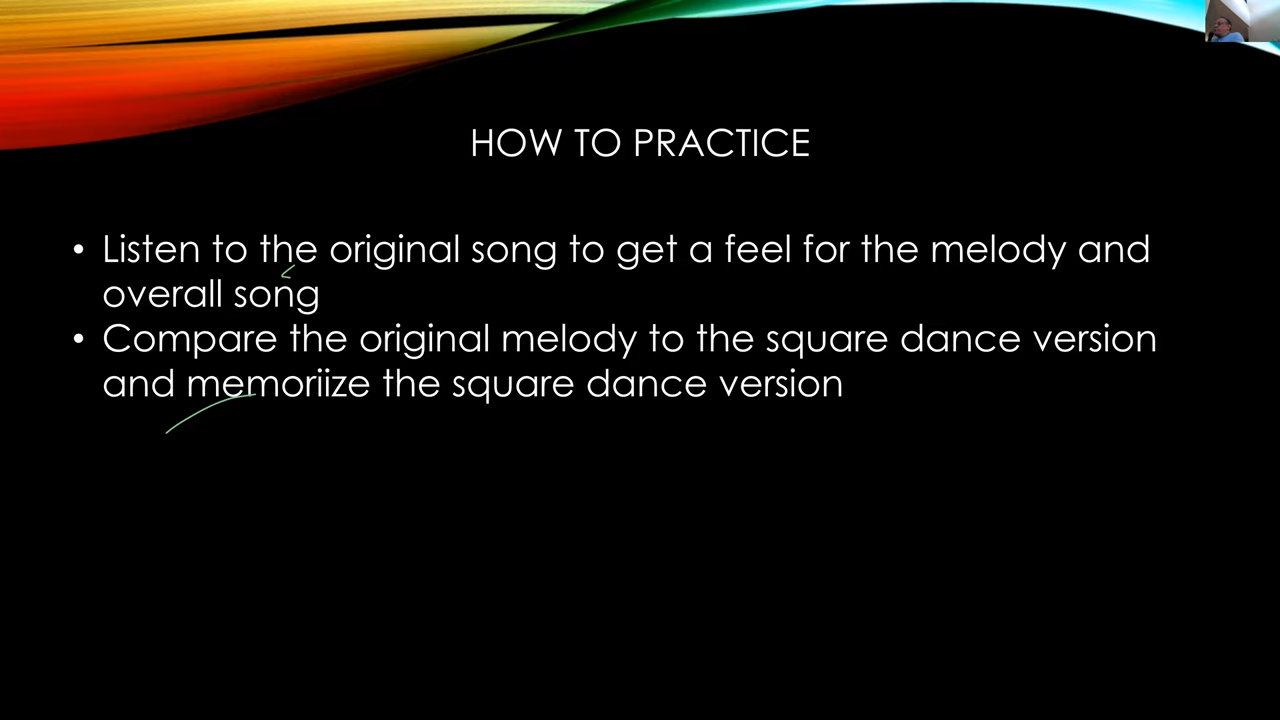 HOW TO PRACTICE
• Listen to the original song to get a feel for the melody and
overall song
• Compare the original melody to the square dance version
and memoriize the square dance version